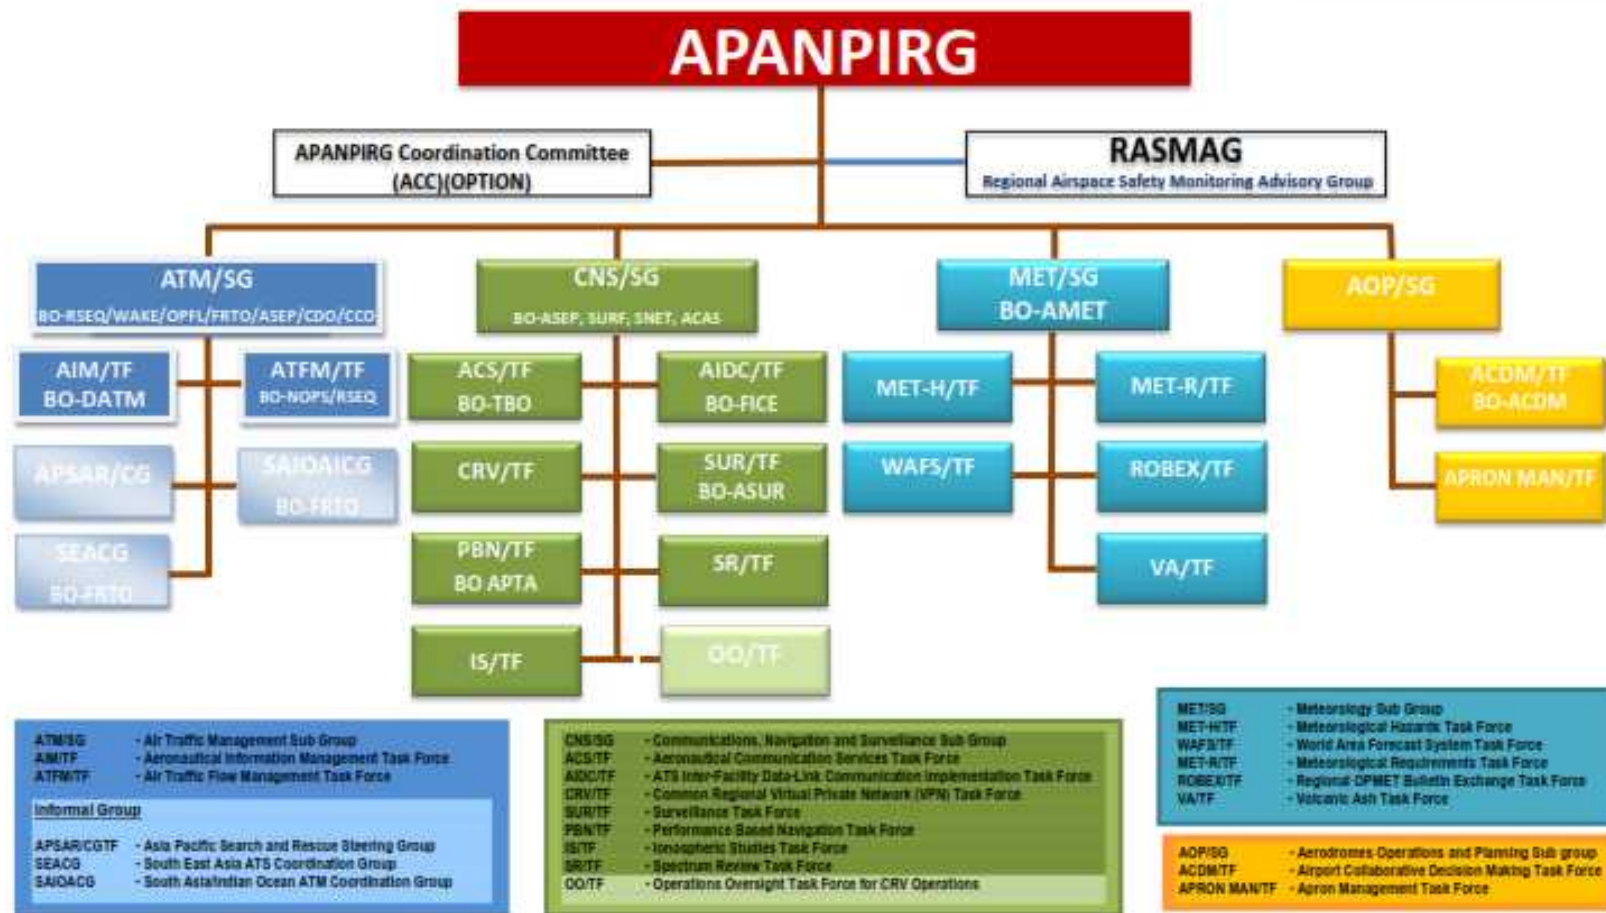 APANPIRG
APANPIRG Coordination Committee
(ACC)(OPTION)
RASMAG
Regional Airspace Safety Monitoring Advisory Group
ATM/SG
BO-RSEQ/WAKE/OPFL/FRTO/ASEP/CDO/CCO
CNS/SG
BO-ASEP, SURF, SNET, ACAS
MET/SG
BO-AMET
AOP/SG
AIM/TF
BO-DATM
ATFM/TF
BO-NOPS/RSEQ
ACS/TF
BO-TBO
AIDC/TF
BO-FICE
MET-H/TF
MET-R/TF
ACDM/TF
BO-ACDM
APSAR/CG
SAIOAICG
BO-FRTO
CRV/TF
SUR/TF
BO-ASUR
WAFS/TF
ROBEX/TF
APRON MAN/TF
SEACG
BO-FRTO
PBN/TF
BO APTA
SR/TF
VA/TF
IS/TF
OO/TF
ATM/SG - Air Traffic Management Sub Group
AIM/TF - Aeronautical Information Management Task Force
ATFM/TF - Air Traffic Flow Management Task Force
Informal Group
APSAR/CGTF - Asia Pacific Search and Rescue Steering Group
SEACG - South East Asia ATS Coordination Group
SAIOACG - South Asia/Indian Ocean ATM Coordination Group
CNS/SG - Communications, Navigation and Surveillance Sub Group
ACS/TF - Aeronautical Communication Services Task Force
AIDC/TF - ATS Inter-Facility Data-Link Communication Implementation Task Force
CRV/TF - Common Regional Virtual Private Network (VPN) Task Force
SUR/TF - Surveillance Task Force
PBN/TF - Performance Based Navigation Task Force
IS/TF - Ionospheric Studies Task Force
SR/TF - Spectrum Review Task Force
OO/TF - Operations Oversight Task Force for CRV Operations
MET/SG - Meteorology Sub Group
MET-H/TF - Meteorological Hazards Task Force
WAFS/TF - World Area Forecast System Task Force
MET-R/TF - Meteorological Requirements Task Force
ROBEX/TF - Regional OPMET Bulletin Exchange Task Force
VA/TF - Volcanic Ash Task Force
AOP/SG - Aerodromes Operations and Planning Sub group
ACDM/TF - Airport Collaborative Decision Making Task Force
APRON MAN/TF - Apron Management Task Force